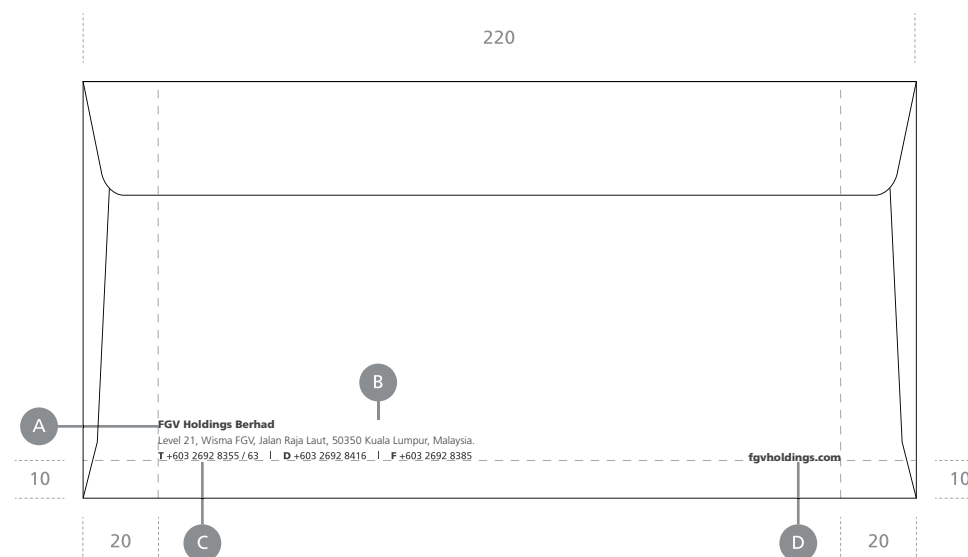 220
B
A
FGV Holdings Berhad
Level 21, Wisma FGV, Jalan Raja Laut, 50350 Kuala Lumpur, Malaysia.
T +603 2692 8355 / 63 | D +603 2692 8416 | F +603 2692 8385
fgvholdings.com
10
10
20
C
D
20